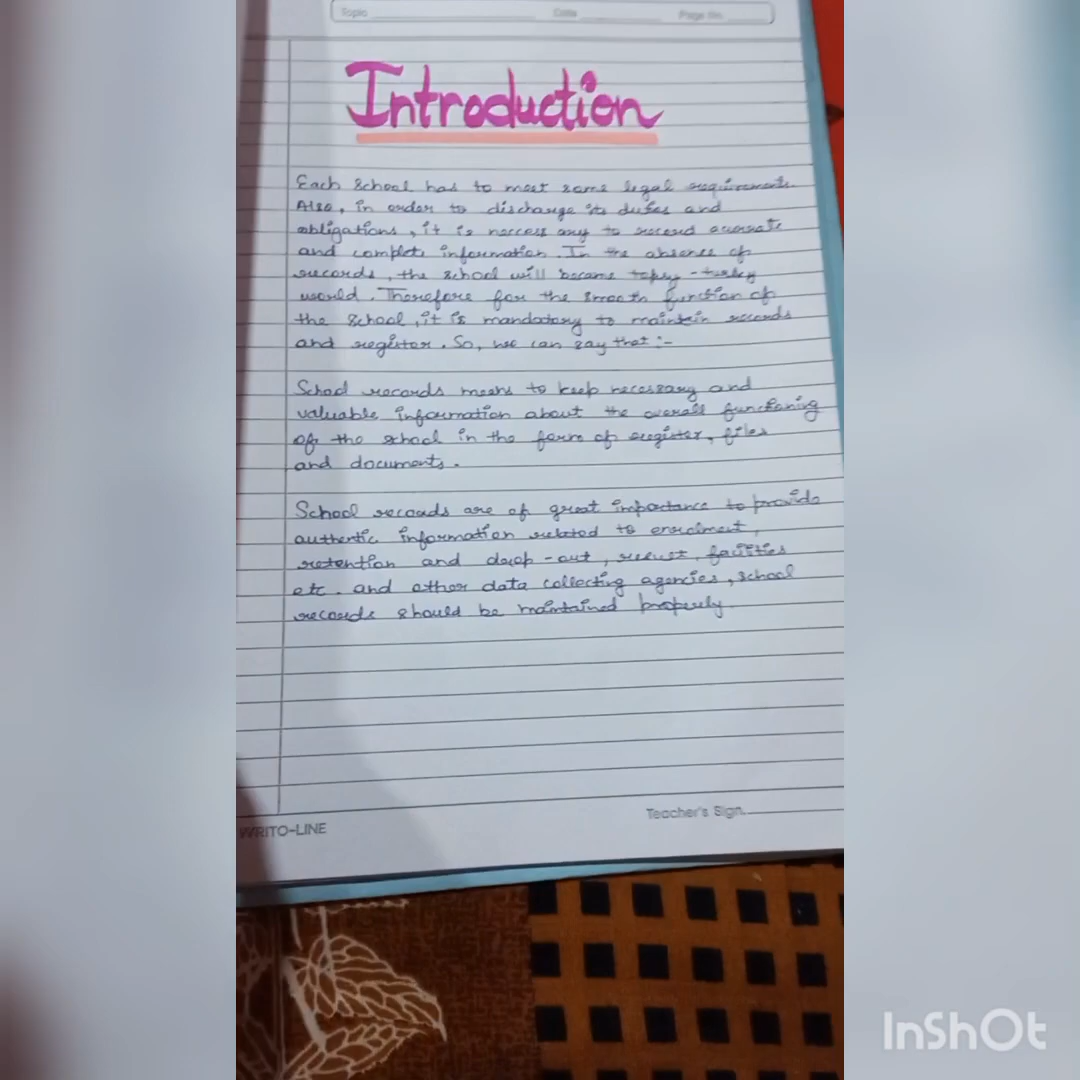 Topic Date Page No.
Introduction
Each school has to meet some legal requirements.
Also, in order to discharge its duties and
obligations, it is necessary to record accurate
and complete information. In the absence of
records, the school will become topsy-turvy
world. Therefore for the smooth function of
the school, it is mandatory to maintain records
and register. So, we can say that :-
School records means to keep necessary and
valuable information about the overall functioning
of the school in the form of register, files
and documents.
School records are of great importance to provide
authentic information related to enrolment,
retention and drop-out, facilities
etc. and other data collecting agencies, school
records should be maintained properly.
Teacher's Sign.
WRITO-LINE
InShOt